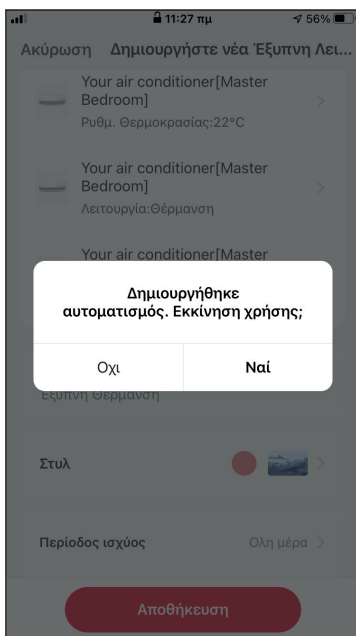 11:27 πμ 56%
Ακύρωση Δημιουργήστε νέα Έξυπνη Λει...
Your air conditioner[Master
Bedroom]
Ρυθμ. Θερμοκρασίας:22°C
Your air conditioner[Master
Bedroom]
Λειτουργία:Θέρμανση
Your air conditioner[Master
Δημιουργήθηκε
αυτοματισμός. Εκκίνηση χρήσης;
Οχι Ναί
Έξυπνη Θέρμανση
Στυλ
Περίοδος ισχύος Ολη μέρα
Αποθήκευση